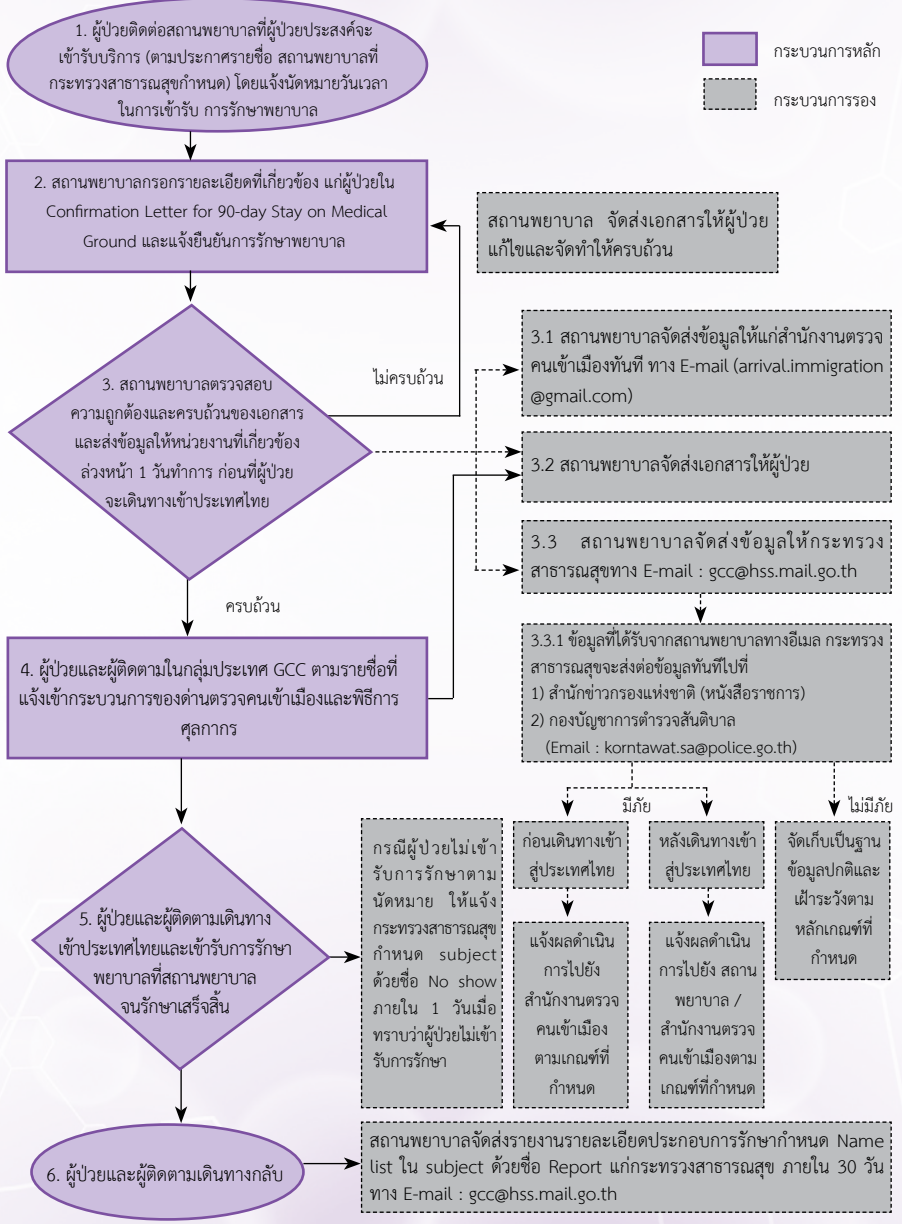 1. ผู้ป่วยติดต่อสถานพยาบาลที่ผู้ป่วยประสงค์จะ
เข้ารับบริการ (ตามประกาศรายชื่อ สถานพยาบาลที่
กระทรวงสาธารณสุขกำหนด) โดยแจ้งนัดหมายวันเวลา
ในการเข้ารับ การรักษาพยาบาล
กระบวนการหลัก
กระบวนการรอง
2. สถานพยาบาลกรอกรายละเอียดที่เกี่ยวข้อง แก่ผู้ป่วยใน
Confirmation Letter for 90-day Stay on Medical
Ground และแจ้งยืนยันการรักษาพยาบาล
สถานพยาบาล จัดส่งเอกสารให้ผู้ป่วย
แก้ไขและจัดทำให้ครบถ้วน
3. สถานพยาบาลตรวจสอบ
ความถูกต้องและครบถ้วนของเอกสาร
และส่งข้อมูลให้หน่วยงานที่เกี่ยวข้อง
ล่วงหน้า 1 วันทำการ ก่อนที่ผู้ป่วย
จะเดินทางเข้าประเทศไทย
ไม่ครบถ้วน
3.1 สถานพยาบาลจัดส่งข้อมูลให้แก่สำนักงานตรวจ
คนเข้าเมืองทันที ทาง E-mail (arrival.immigration
@gmail.com)
3.2 สถานพยาบาลจัดส่งเอกสารให้ผู้ป่วย
3.3 สถานพยาบาลจัดส่งข้อมูลให้กระทรวง
สาธารณสุขทาง E-mail : gcc@hss.mail.go.th
ครบถ้วน
4. ผู้ป่วยและผู้ติดตามในกลุ่มประเทศ GCC ตามรายชื่อที่
แจ้งเข้ากระบวนการของด่านตรวจคนเข้าเมืองและพิธีการ
ศุลกากร
3.3.1 ข้อมูลที่ได้รับจากสถานพยาบาลทางอีเมล กระทรวง
สาธารณสุขจะส่งต่อข้อมูลทันทีไปที่
1) สำนักข่าวกรองแห่งชาติ (หนังสือราชการ)
2) กองบัญชาการตำรวจสันติบาล
(Email : korntawat.sa@police.go.th)
มีภัย
ไม่มีภัย
5. ผู้ป่วยและผู้ติดตามเดินทาง
เข้าประเทศไทยและเข้ารับการรักษา
พยาบาลที่สถานพยาบาล
จนรักษาเสร็จสิ้น
กรณีผู้ป่วยไม่เข้า
รับการรักษาตาม
นัดหมาย ให้แจ้ง
กระทรวงสาธารณสุข
กำหนด subject
ด้วยชื่อ No show
ภายใน 1 วันเมื่อ
ทราบว่าผู้ป่วยไม่เข้า
รับการรักษา
ก่อนเดินทางเข้า
สู่ประเทศไทย
แจ้งผลดำเนิน
การไปยัง
สำนักงานตรวจ
คนเข้าเมือง
ตามเกณฑ์ที่
กำหนด
หลังเดินทางเข้า
สู่ประเทศไทย
แจ้งผลดำเนิน
การไปยัง สถาน
พยาบาล /
สำนักงานตรวจ
คนเข้าเมืองตาม
เกณฑ์ที่กำหนด
จัดเก็บเป็นฐาน
ข้อมูลปกติและ
เฝ้าระวังตาม
หลักเกณฑ์ที่
กำหนด
6. ผู้ป่วยและผู้ติดตามเดินทางกลับ
สถานพยาบาลจัดส่งรายงานรายละเอียดประกอบการรักษากำหนด Name
list ใน subject ด้วยชื่อ Report แก่กระทรวงสาธารณสุข ภายใน 30 วัน
ทาง E-mail : gcc@hss.mail.go.th